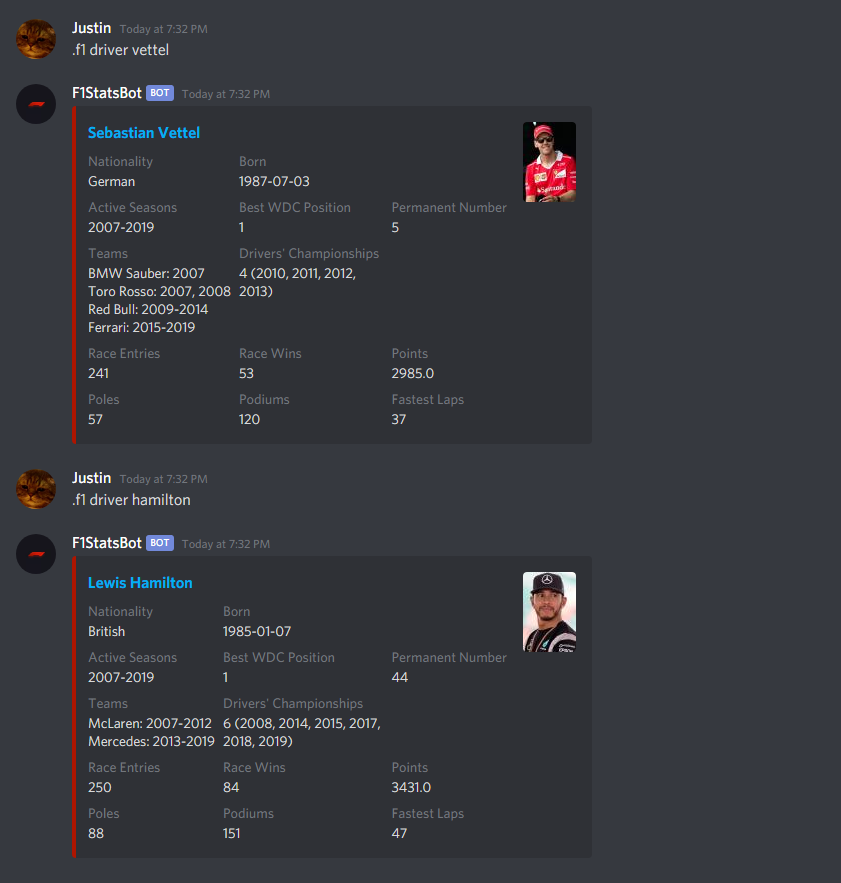 Justin Today at 7:32 PM
.f1 driver vettel
F1StatsBot BOT Today at 7:32 PM
Sebastian Vettel
Nationality Born
German 1987-07-03
Active Seasons Best WDC Position Permanent Number
2007-2019 1 5
Teams Drivers' Championships
BMW Sauber: 2007 4 (2010, 2011, 2012,
Toro Rosso: 2007, 2008 2013)
Red Bull: 2009-2014
Ferrari: 2015-2019
Race Entries Race Wins Points
241 53 2985.0
Poles Podiums Fastest Laps
57 120 37
Justin Today at 7:32 PM
.f1 driver hamilton
F1StatsBot BOT Today at 7:32 PM
Lewis Hamilton
Nationality Born
British 1985-01-07
Active Seasons Best WDC Position Permanent Number
2007-2019 1 44
Teams Drivers' Championships
McLaren: 2007-2012 6 (2008, 2014, 2015, 2017,
Mercedes: 2013-2019 2018, 2019)
Race Entries Race Wins Points
250 84 3431.0
Poles Podiums Fastest Laps
88 151 47